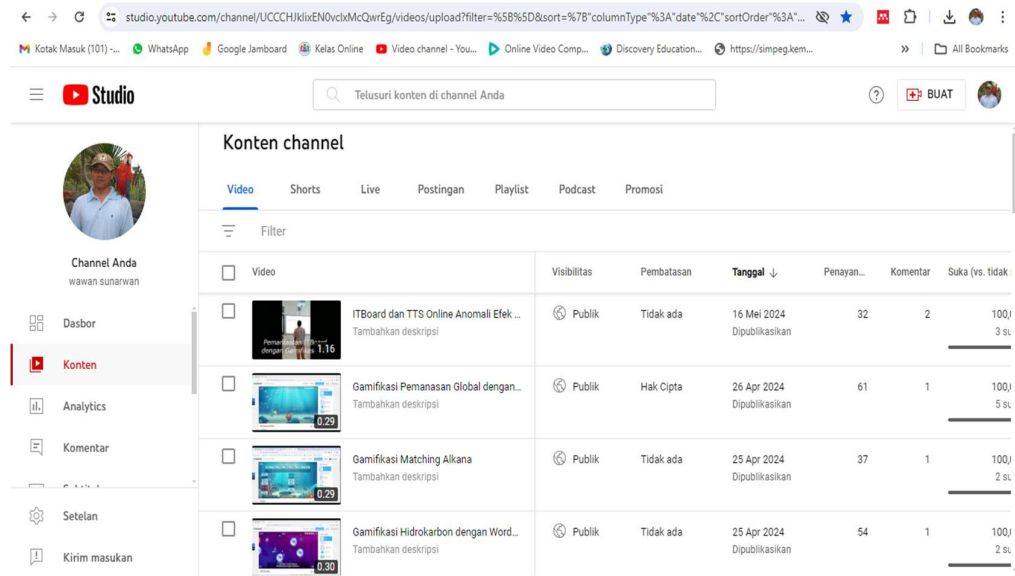 studio.youtube.com/channel/UCCCHJklixEN0vclxMcQwrEg/videos/upload?filter=%5B%5D&sort=%7B"columnType"%3A"date"%2C"sortOrder"%3A"...
Kotak Masuk (101) -...
WhatsApp
Google Jamboard
Kelas Online
Video channel - You...
Online Video Comp...
Discovery Education...
https://simpeg.kem...
All Bookmarks
Studio
Telusuri konten di channel Anda
BUAT
Konten channel
Video Shorts Live Postingan Playlist Podcast Promosi
Filter
Channel Anda
wawan sunarwan
Dasbor
Konten
Analytics
Komentar
Setelan
Kirim masukan
Video Visibilitas Pembatasan Tanggal Penayan... Komentar Suka (vs. tidak
ITBoard dan TTS Online Anomali Efek ... Publik Tidak ada 16 Mei 2024 32 2 100,
Tambahkan deskripsi Dipublikasikan 3
Pemanfaatan ITBoard
dengan Gamifikasi
1.16
Gamifikasi Pemanasan Global dengan... Publik Hak Cipta 26 Apr 2024 61 1 100,
Tambahkan deskripsi Dipublikasikan 5
0.29
Gamifikasi Matching Alkana Publik Tidak ada 25 Apr 2024 37 1 100,
Tambahkan deskripsi Dipublikasikan 2
0.29
Gamifikasi Hidrokarbon dengan Word... Publik Tidak ada 25 Apr 2024 54 1 100,
Tambahkan deskripsi Dipublikasikan 2
0.30